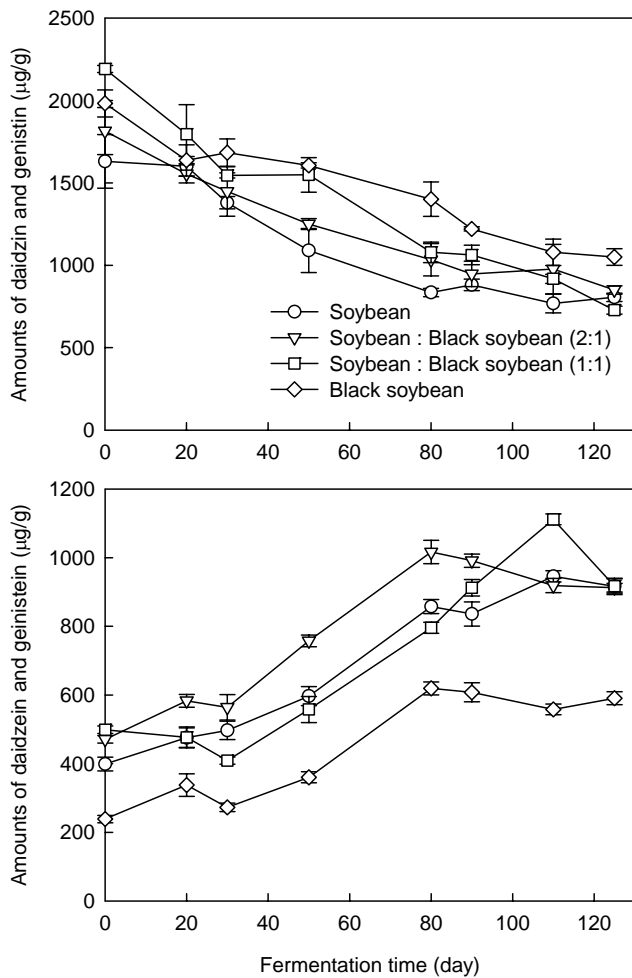 Amounts of daidzin and genistin (μg/g)
2500
2000
1500
1000
500
0
Soybean
Soybean : Black soybean (2:1)
Soybean : Black soybean (1:1)
Black soybean
0 20 40 60 80 100 120
Amounts of daidzein and geinistein (μg/g)
1200
1000
800
600
400
200
0
0 20 40 60 80 100 120
Fermentation time (day)